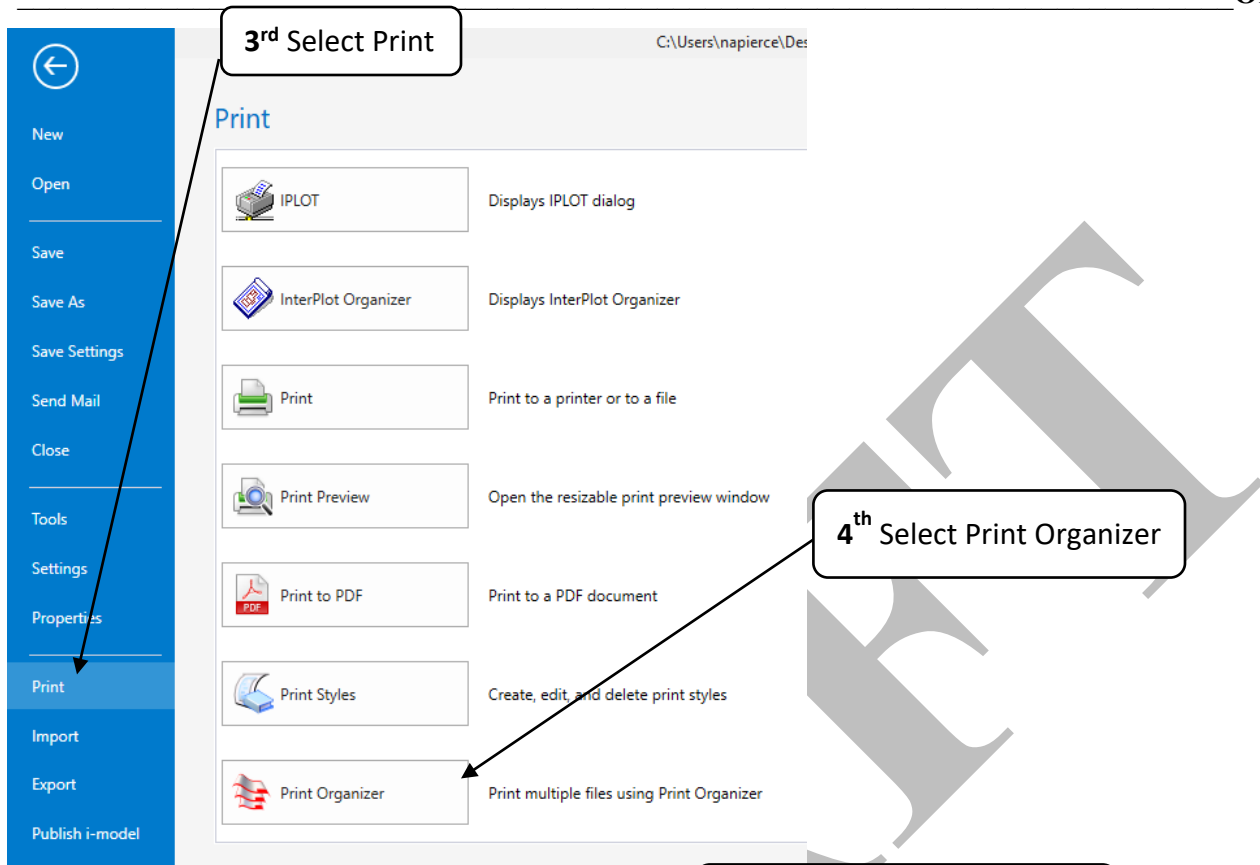 3rd Select Print
C:\Users\napierce\Des
Print
New
Open
Save
Save As
Save Settings
Send Mail
Close
Tools
Settings
Properties
Print
Import
Export
Publish i-model
IPLOT
Displays IPLOT dialog
InterPlot Organizer
Displays InterPlot Organizer
Print
Print to a printer or to a file
Print Preview
Open the resizable print preview window
4th Select Print Organizer
Print to PDF
Print to a PDF document
Print Styles
Create, edit, and delete print styles
Print Organizer
Print multiple files using Print Organizer